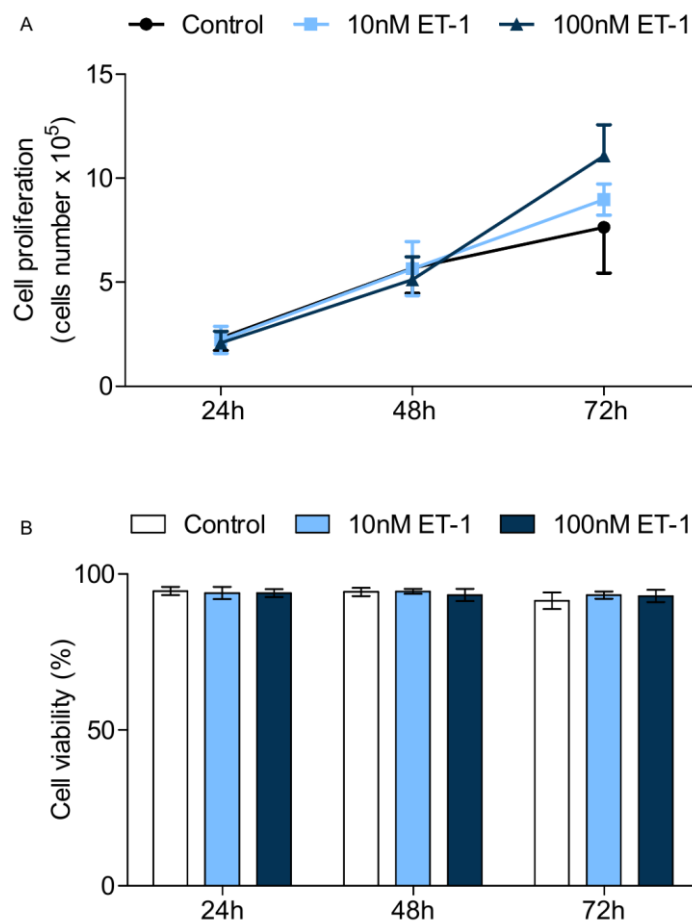 A
Control 10nM ET-1 100nM ET-1
Cell proliferation
(cells number x 10⁵)
15
10
5
0
24h 48h 72h
B
Control 10nM ET-1 100nM ET-1
Cell viability (%)
100
50
0
24h 48h 72h